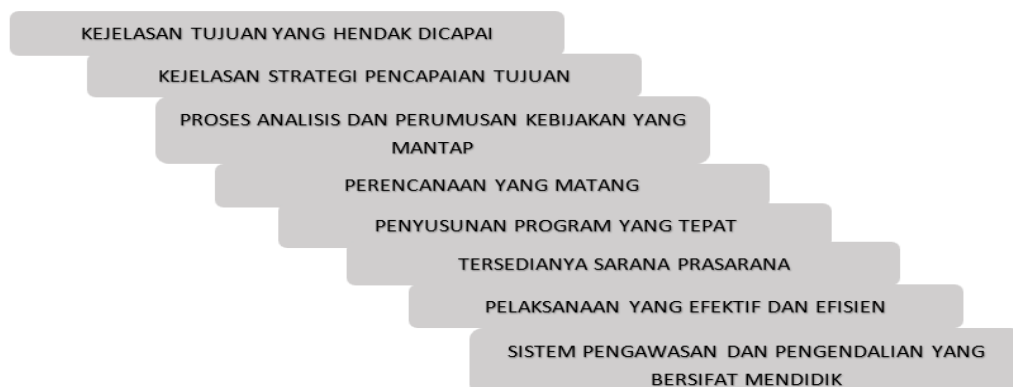 KEJELASAN TUJUAN YANG HENDAK DICAPAI
KEJELASAN STRATEGI PENCAPAIAN TUJUAN
PROSES ANALISIS DAN PERUMUSAN KEBIJAKAN YANG
MANTAP
PERENCANAAN YANG MATANG
PENYUSUNAN PROGRAM YANG TEPAT
TERSEDIANYA SARANA PRASARANA
PELAKSANAAN YANG EFEKTIF DAN EFISIEN
SISTEM PENGAWASAN DAN PENGENDALIAN YANG
BERSIFAT MENDIDIK